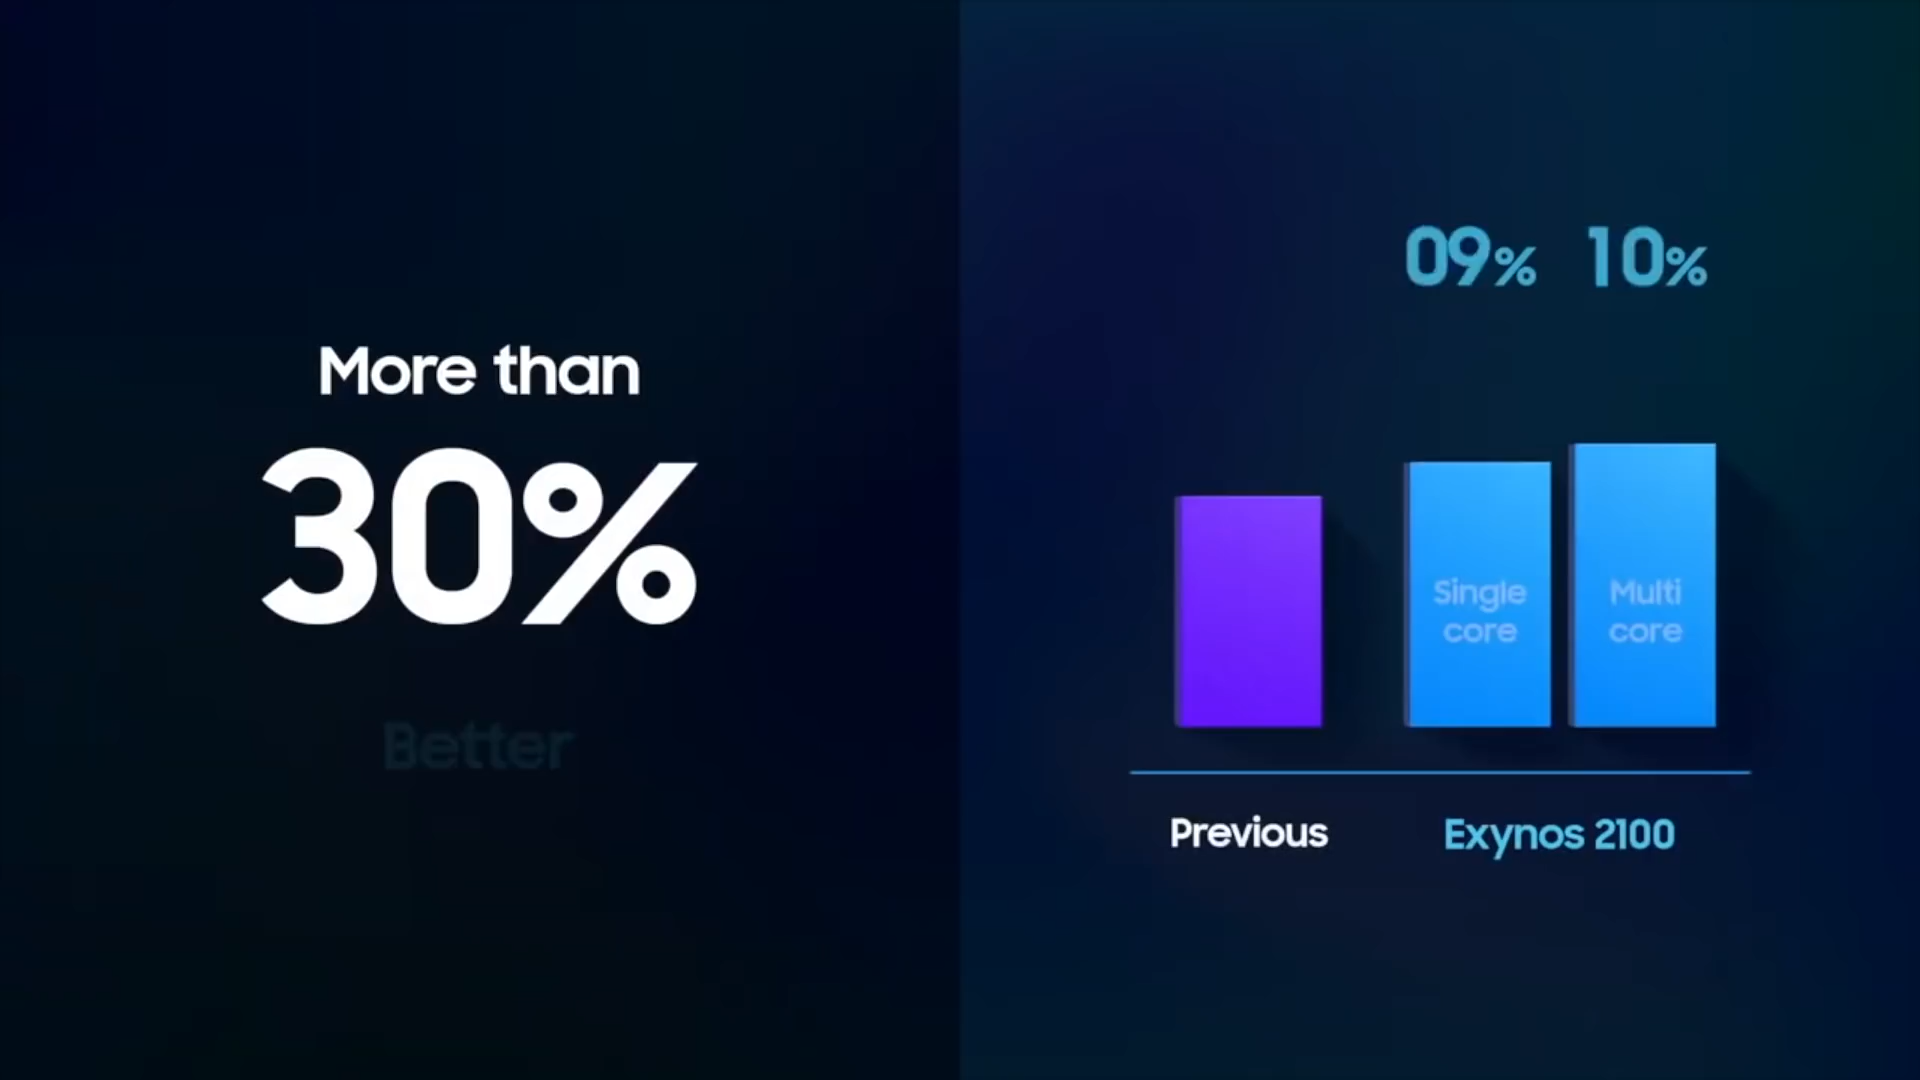 More than
30%
Better
09% 10%
Single
core
Multi
core
Previous
Exynos 2100